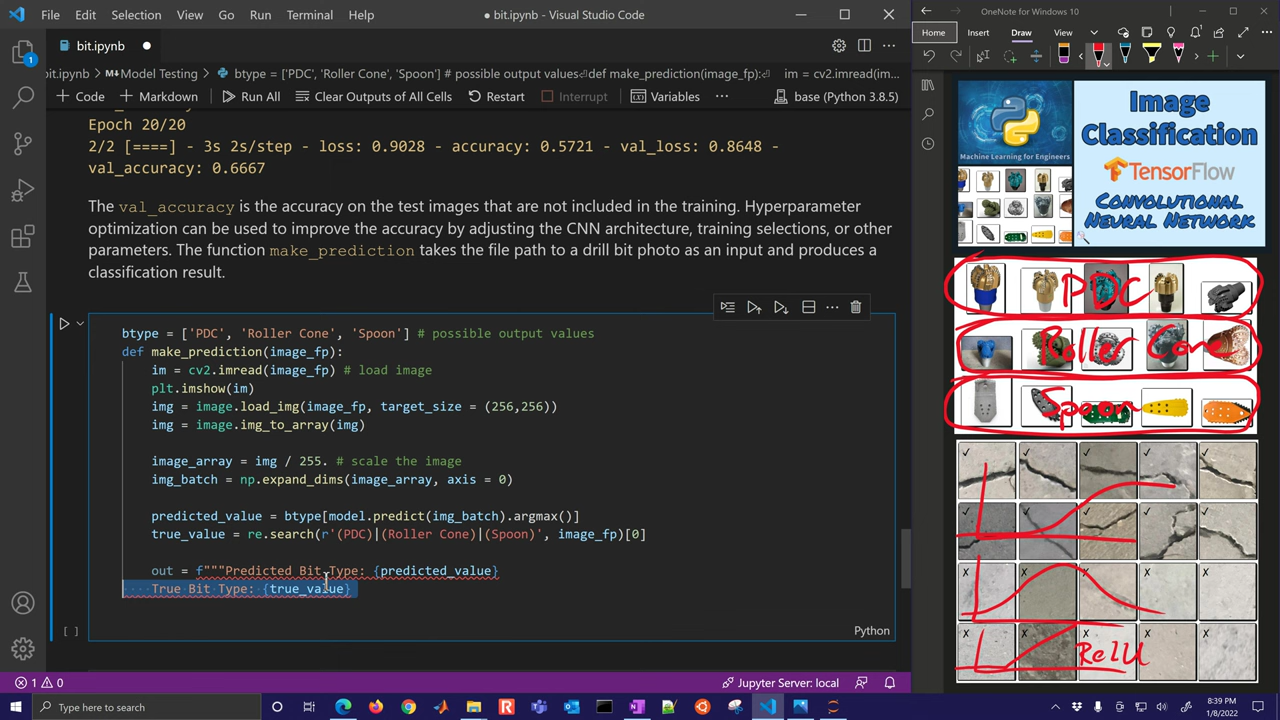 File Edit Selection View Go Run Terminal Help
● bit.ipynb - Visual Studio Code
bit.ipynb ●
bit.ipynb › M↓Model Testing › btype = ['PDC', 'Roller Cone', 'Spoon'] # possible output values⏎def make_prediction(image_fp):⏎ im = cv2.imread(image_fp) # loa...
+ Code + Markdown Run All Clear Outputs of All Cells Restart Interrupt Variables ··· base (Python 3.8.5)
Epoch 20/20
2/2 [====] - 3s 2s/step - loss: 0.9028 - accuracy: 0.5721 - val_loss: 0.8648 -
val_accuracy: 0.6667
The val_accuracy is the accuracy on the test images that are not included in the training. Hyperparameter
optimization can be used to improve the accuracy by adjusting the CNN architecture, training selections, or other
parameters. The function make_prediction takes the file path to a drill bit photo as an input and produces a
classification result.
btype = ['PDC', 'Roller Cone', 'Spoon'] # possible output values
def make_prediction(image_fp):
im = cv2.imread(image_fp) # load image
plt.imshow(im)
img = image.load_img(image_fp, target_size = (256,256))
img = image.img_to_array(img)
image_array = img / 255. # scale the image
img_batch = np.expand_dims(image_array, axis = 0)
predicted_value = btype[model.predict(img_batch).argmax()]
true_value = re.search(r'(PDC)|(Roller Cone)|(Spoon)', image_fp)[0]
out = f"""Predicted Bit Type: {predicted_value}
True Bit Type: {true_value}
[ ] Python
1 0 Jupyter Server: local
Type here to search
OneNote for Windows 10
Home Insert Draw View
Machine Learning for Engineers
Image
Classification
TensorFlow
Convolutional
Neural Network
PDC
Roller Cone
Spoon
RelU
8:39 PM
1/8/2022